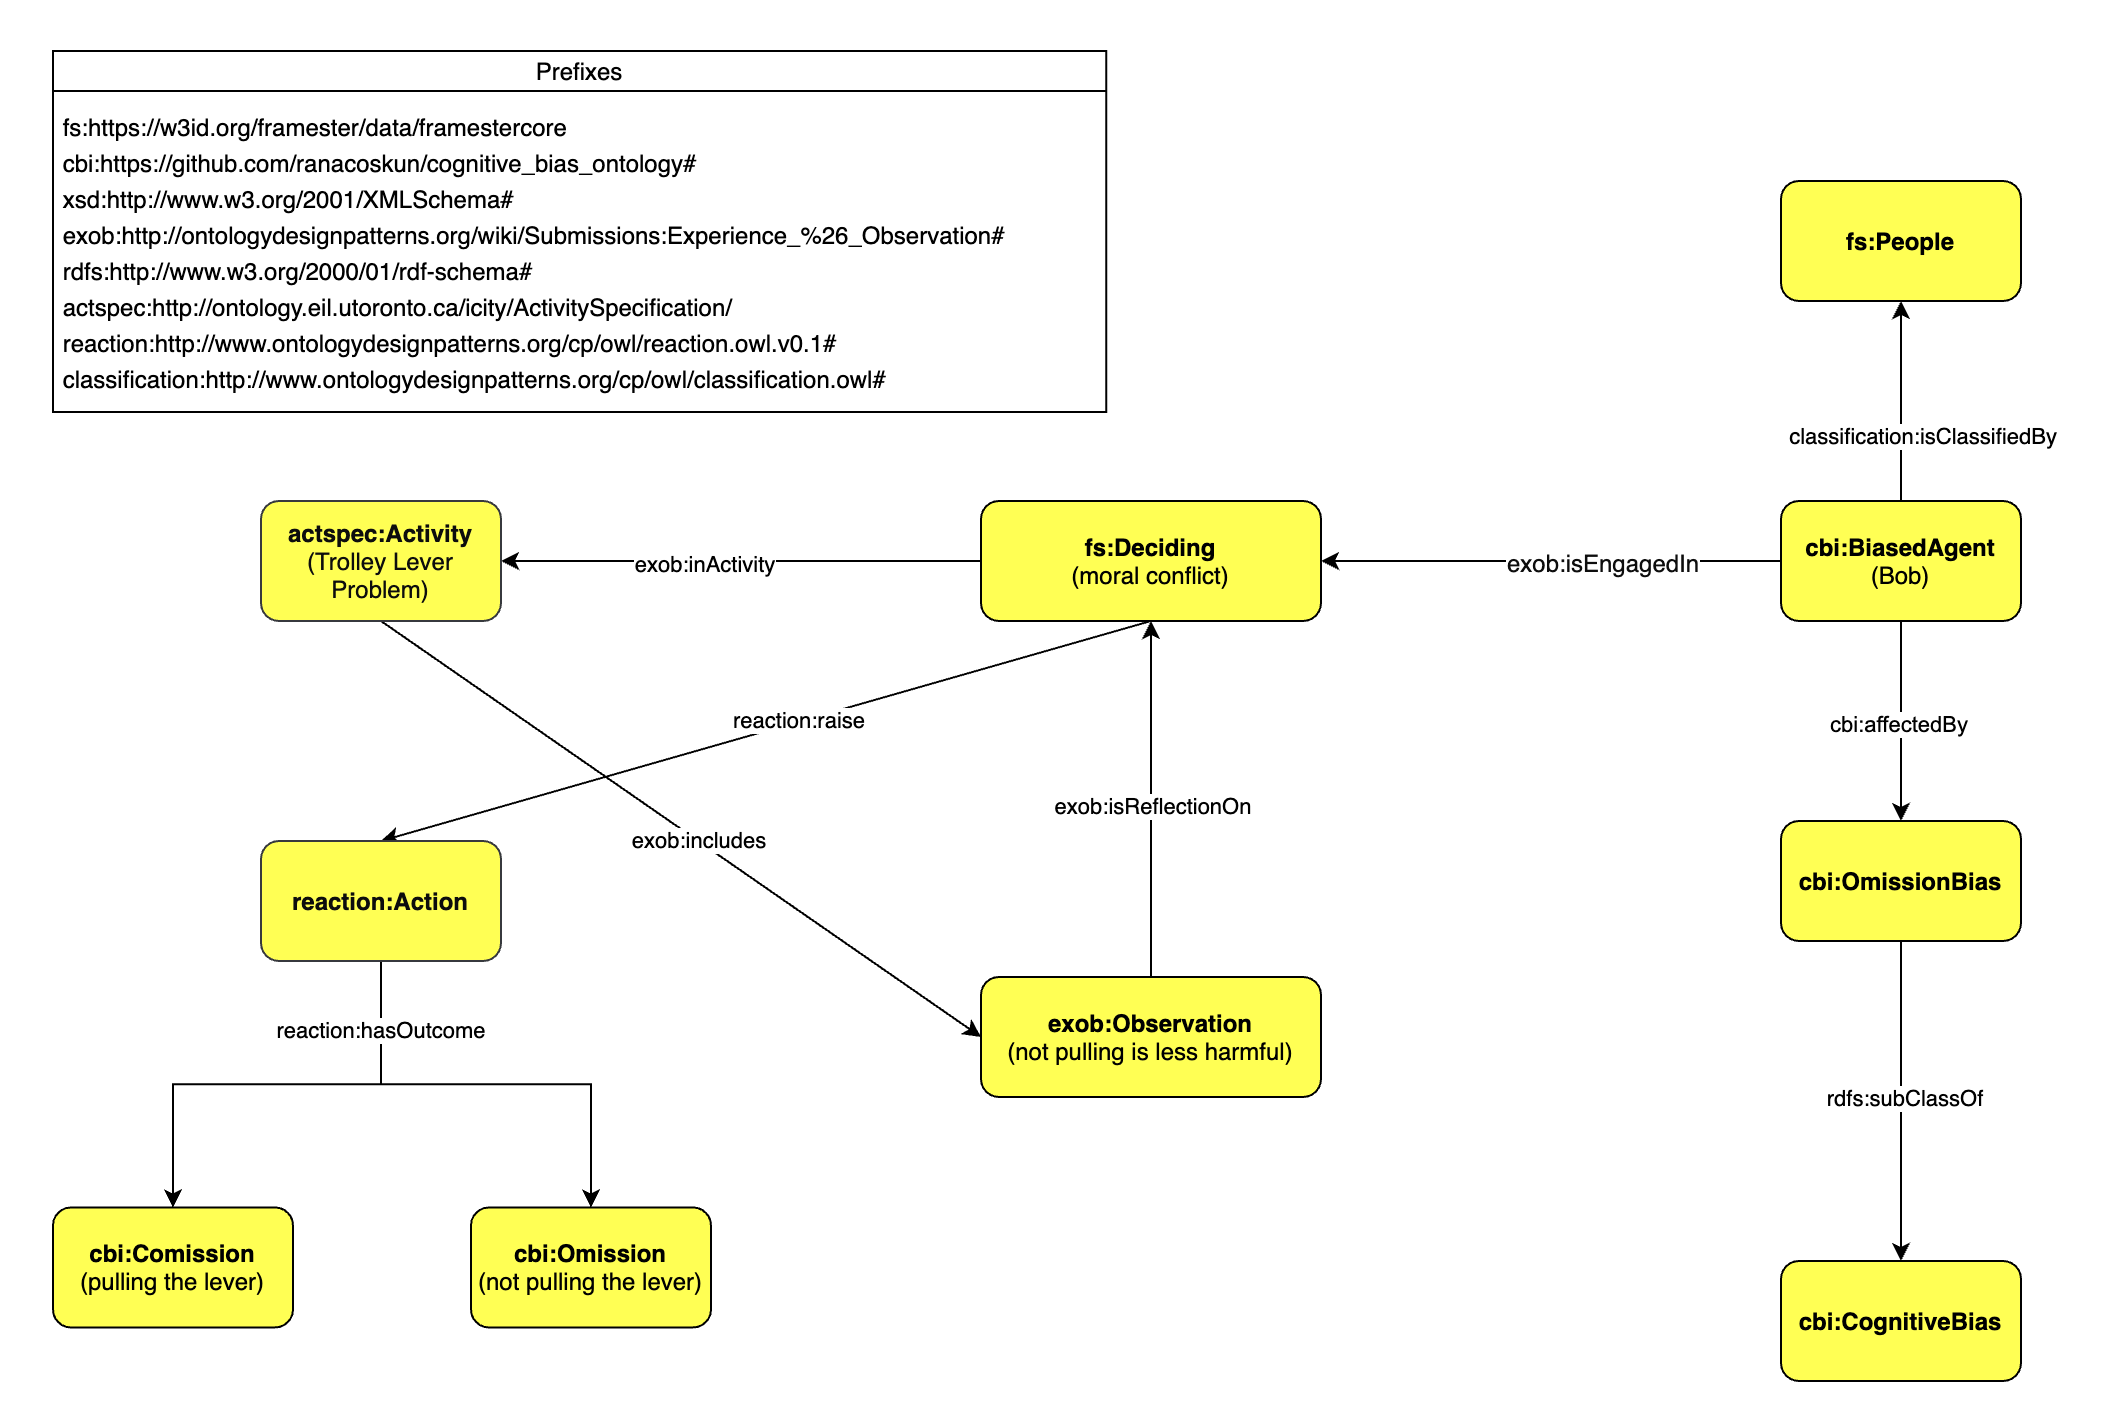 Prefixes
fs:https://w3id.org/framester/data/framestercore
cbi:https://github.com/ranacoskun/cognitive_bias_ontology#
xsd:http://www.w3.org/2001/XMLSchema#
exob:http://ontologydesignpatterns.org/wiki/Submissions:Experience_%26_Observation#
rdfs:http://www.w3.org/2000/01/rdf-schema#
actspec:http://ontology.eil.utoronto.ca/icity/ActivitySpecification/
reaction:http://www.ontologydesignpatterns.org/cp/owl/reaction.owl.v0.1#
classification:http://www.ontologydesignpatterns.org/cp/owl/classification.owl#
fs:People
classification:isClassifiedBy
actspec:Activity
(Trolley Lever
Problem)
exob:inActivity
fs:Deciding
(moral conflict)
exob:isEngagedIn
cbi:BiasedAgent
(Bob)
reaction:raise
cbi:affectedBy
exob:isReflectionOn
exob:includes
reaction:Action
cbi:OmissionBias
reaction:hasOutcome
exob:Observation
(not pulling is less harmful)
rdfs:subClassOf
cbi:Comission
(pulling the lever)
cbi:Omission
(not pulling the lever)
cbi:CognitiveBias